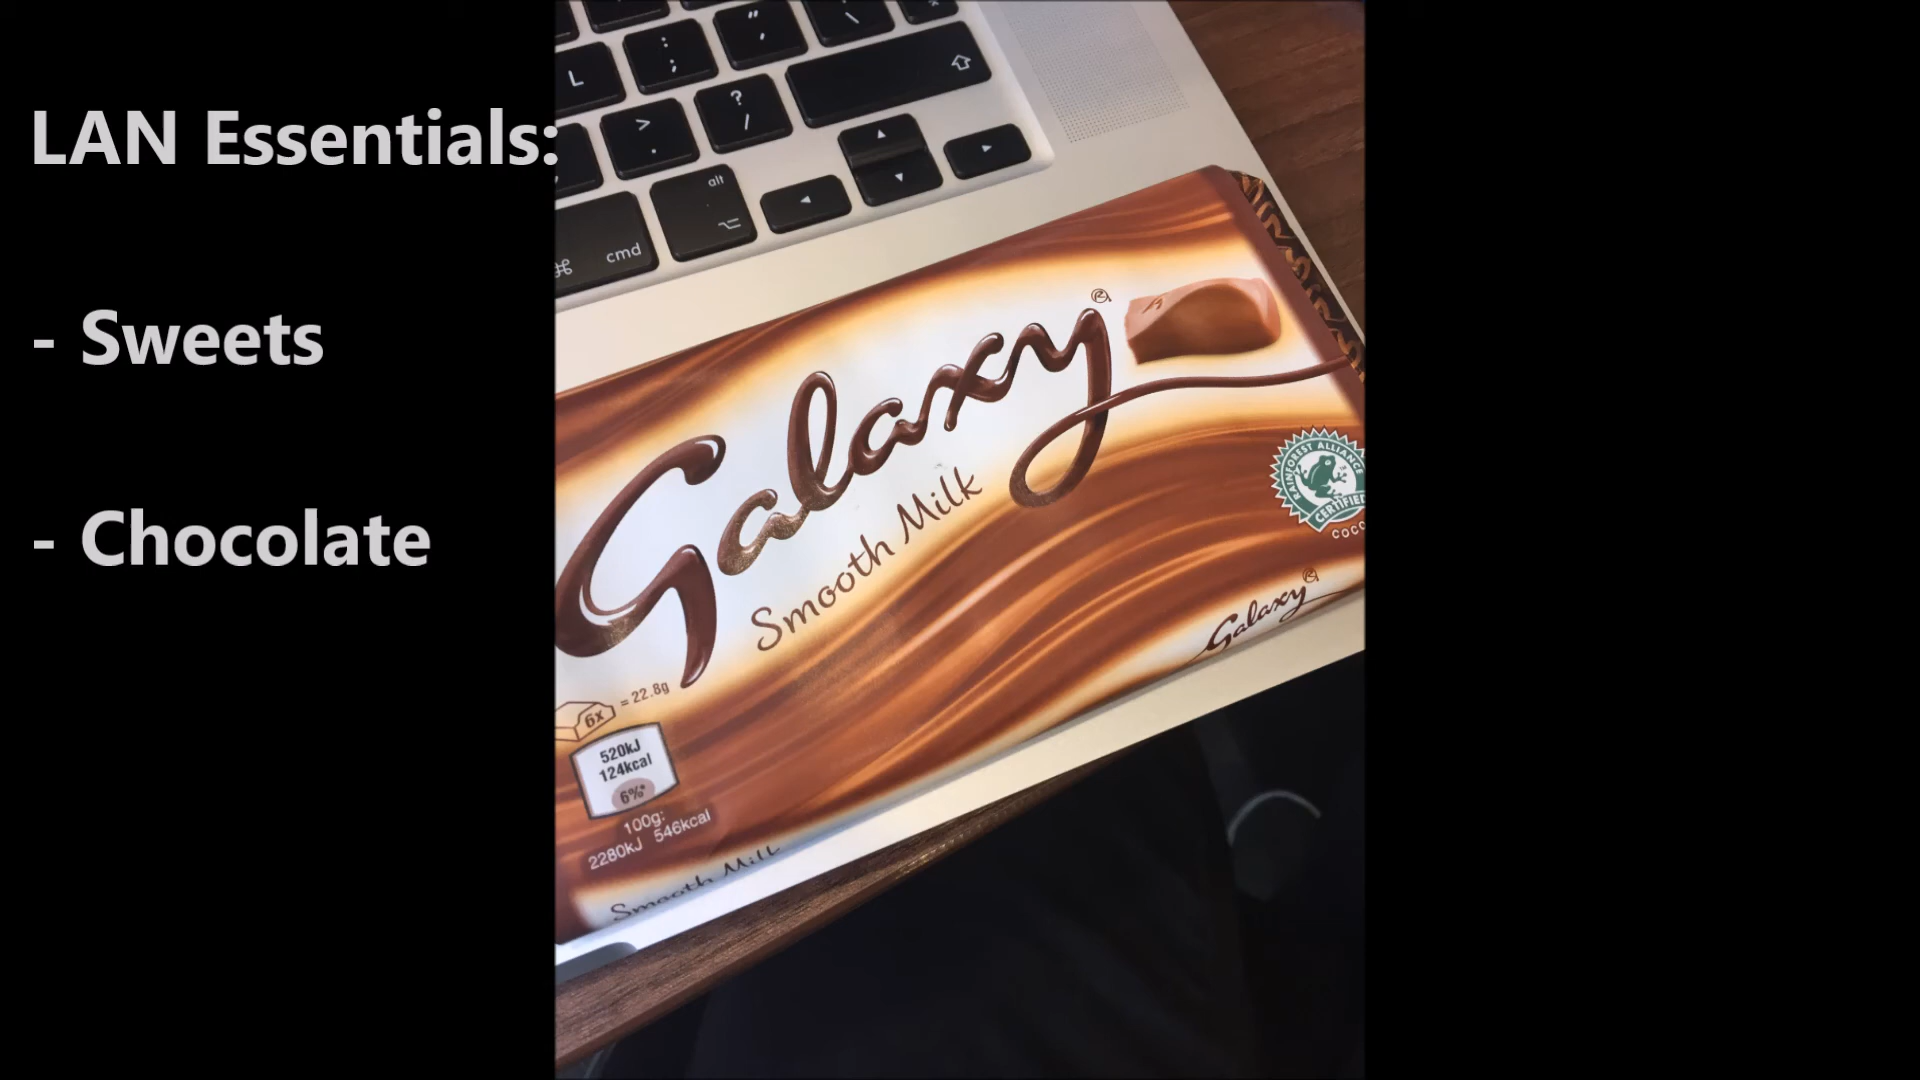 LAN Essentials:
- Sweets
- Chocolate
L
:
;
"
'
\
?
/
>
.
alt
cmd
Galaxy®
Smooth Milk
RAINFOREST ALLIANCE
CERTIFIED
COCO
Galaxy®
6x = 22.8g
520kJ
124kcal
6%*
100g:
2280kJ 546kcal
Smooth Milk